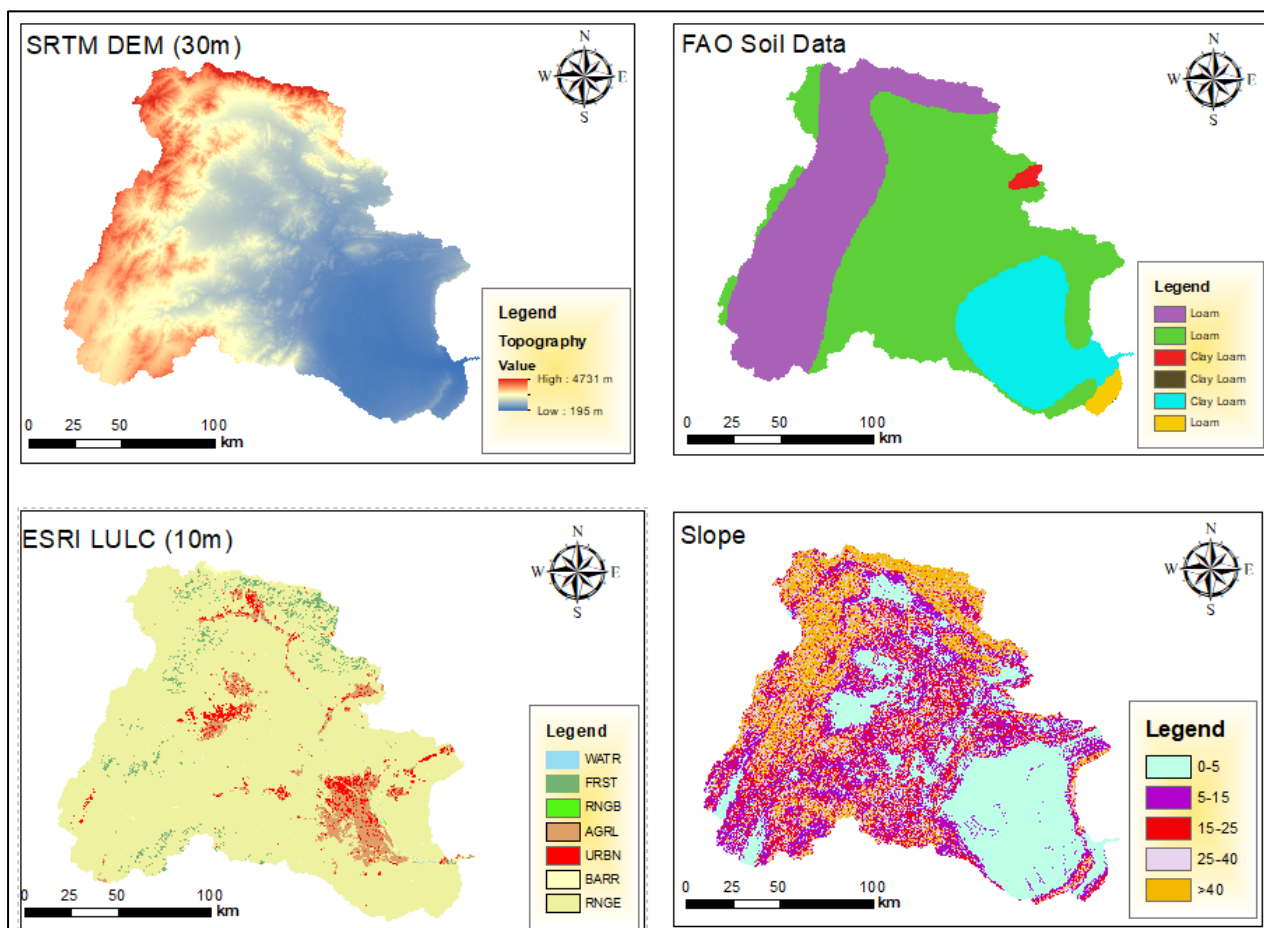 SRTM DEM (30m)
N
W
E
S
Legend
Topography
Value
High : 4731 m
Low : 195 m
0
25
50
100
km
FAO Soil Data
N
W
E
S
Legend
Loam
Loam
Clay Loam
Clay Loam
Clay Loam
Loam
0
25
50
100
km
ESRI LULC (10m)
N
W
E
S
Legend
WATR
FRST
RNGB
AGRL
URBN
BARR
RNGE
0
25
50
100
km
Slope
N
W
E
S
Legend
0-5
5-15
15-25
25-40
>40
0
25
50
100
km